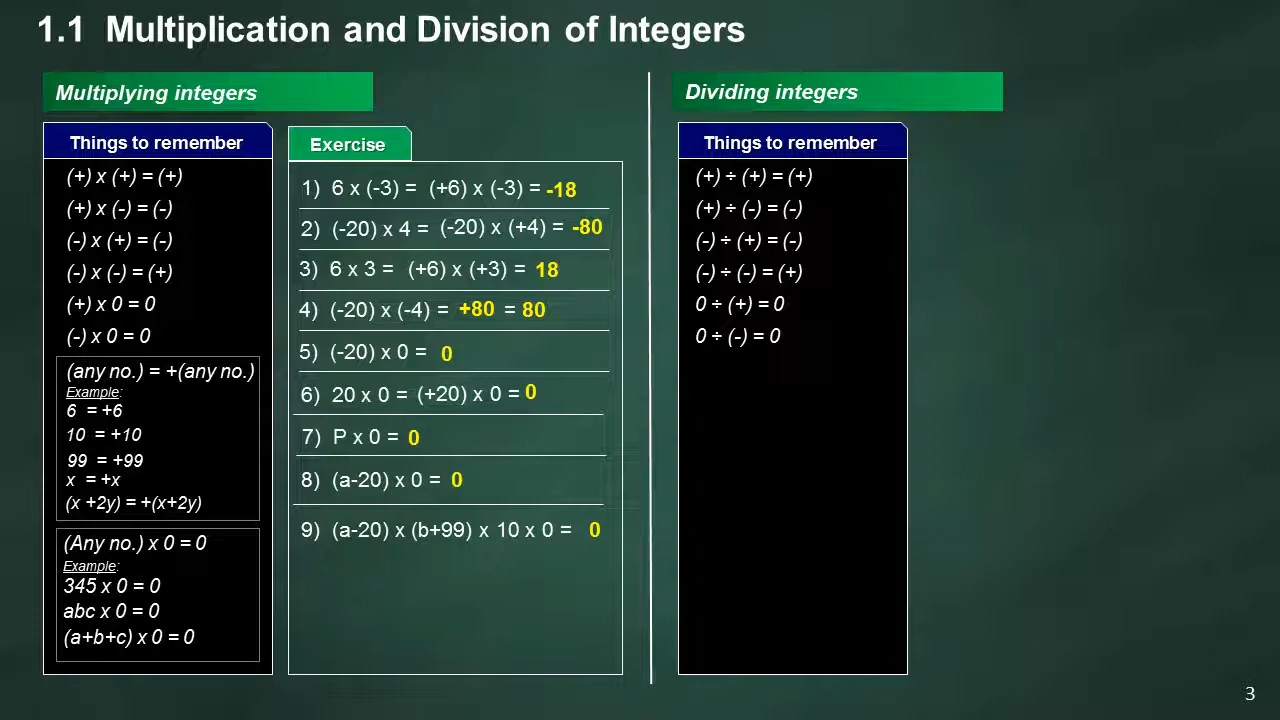 1.1 Multiplication and Division of Integers
Multiplying integers
Things to remember
(+) x (+) = (+)
(+) x (-) = (-)
(-) x (+) = (-)
(-) x (-) = (+)
(+) x 0 = 0
(-) x 0 = 0
(any no.) = +(any no.)
Example:
6 = +6
10 = +10
99 = +99
x = +x
(x +2y) = +(x+2y)
(Any no.) x 0 = 0
Example:
345 x 0 = 0
abc x 0 = 0
(a+b+c) x 0 = 0
Exercise
1) 6 x (-3) = (+6) x (-3) = -18
2) (-20) x 4 = (-20) x (+4) = -80
3) 6 x 3 = (+6) x (+3) = 18
4) (-20) x (-4) = +80 = 80
5) (-20) x 0 = 0
6) 20 x 0 = (+20) x 0 = 0
7) P x 0 = 0
8) (a-20) x 0 = 0
9) (a-20) x (b+99) x 10 x 0 = 0
Dividing integers
Things to remember
(+) ÷ (+) = (+)
(+) ÷ (-) = (-)
(-) ÷ (+) = (-)
(-) ÷ (-) = (+)
0 ÷ (+) = 0
0 ÷ (-) = 0
3